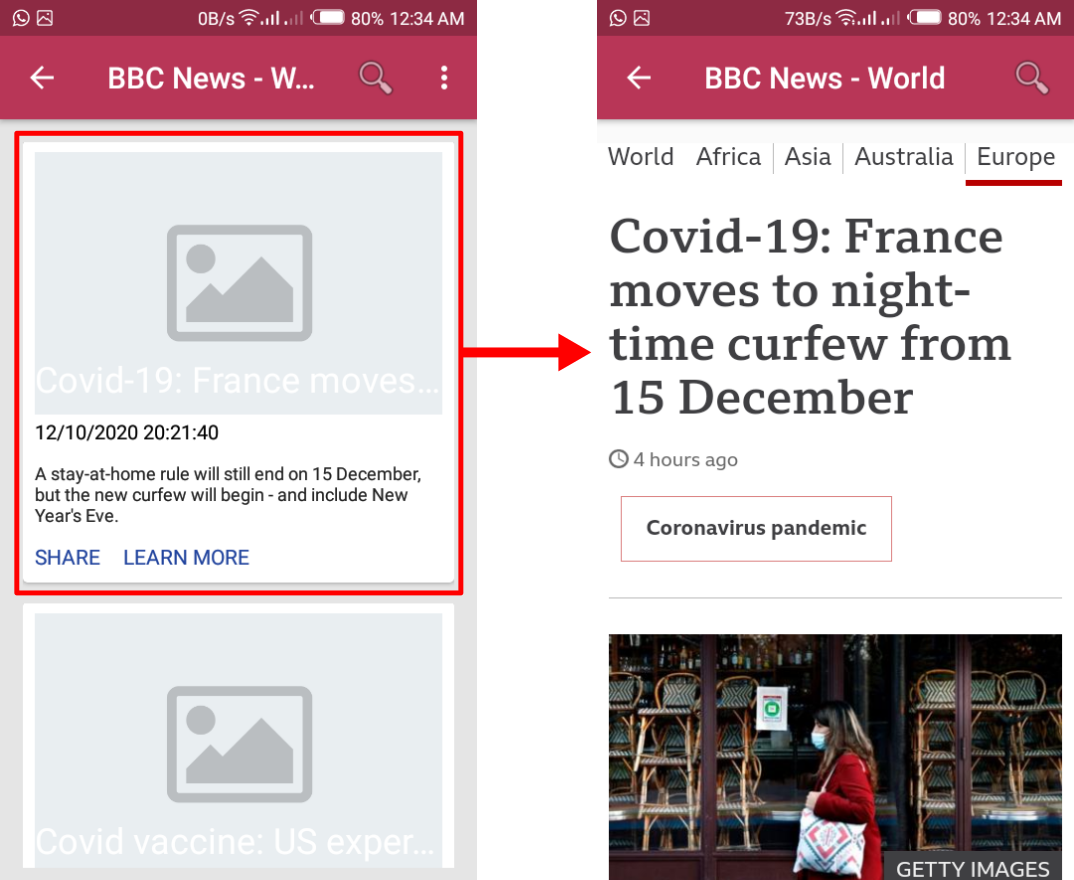 0B/s 80% 12:34 AM
BBC News - W...
Covid-19: France moves...
12/10/2020 20:21:40
A stay-at-home rule will still end on 15 December,
but the new curfew will begin - and include New
Year's Eve.
SHARE LEARN MORE
Covid vaccine: US exper...
73B/s 80% 12:34 AM
BBC News - World
World Africa Asia Australia Europe
Covid-19: France
moves to night-
time curfew from
15 December
4 hours ago
Coronavirus pandemic
GETTY IMAGES